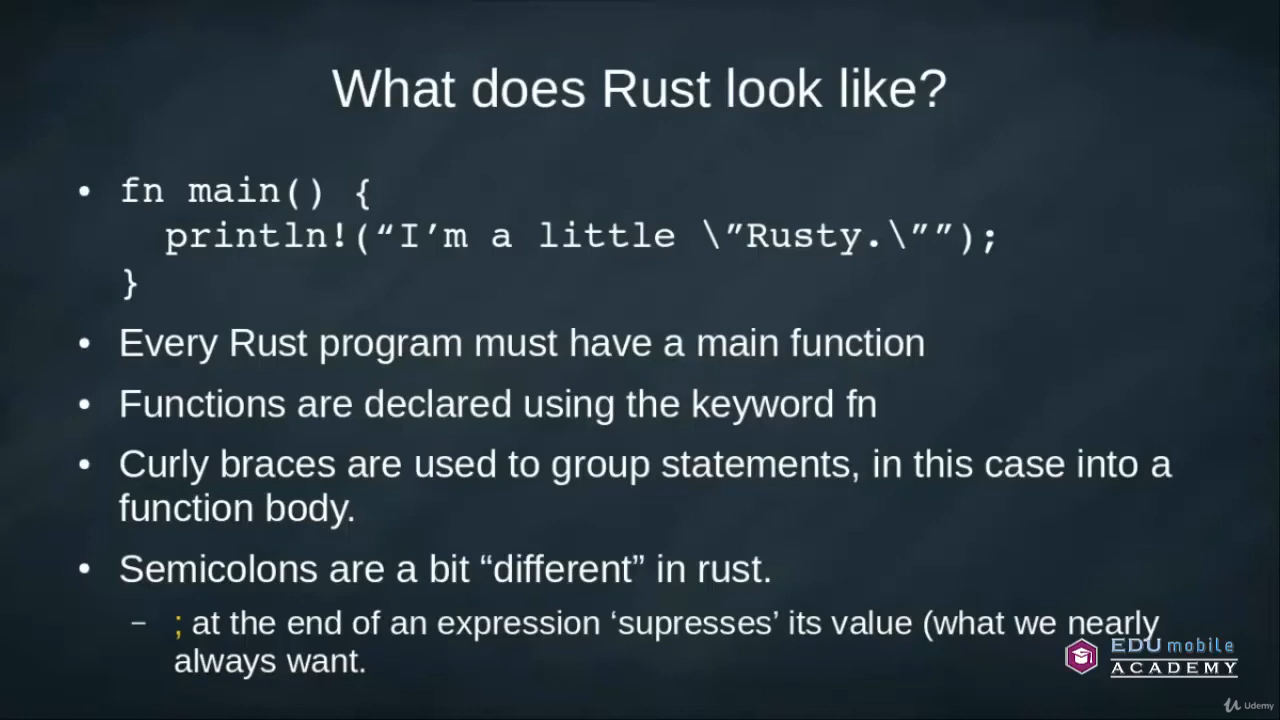 What does Rust look like?
• fn main() {
println!(“I’m a little \”Rusty.\””);
}
• Every Rust program must have a main function
• Functions are declared using the keyword fn
• Curly braces are used to group statements, in this case into a
function body.
• Semicolons are a bit “different” in rust.
– ; at the end of an expression ‘supresses’ its value (what we nearly
always want.
EDU mobile
ACADEMY
Udemy